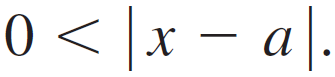 0 < |x − a|.